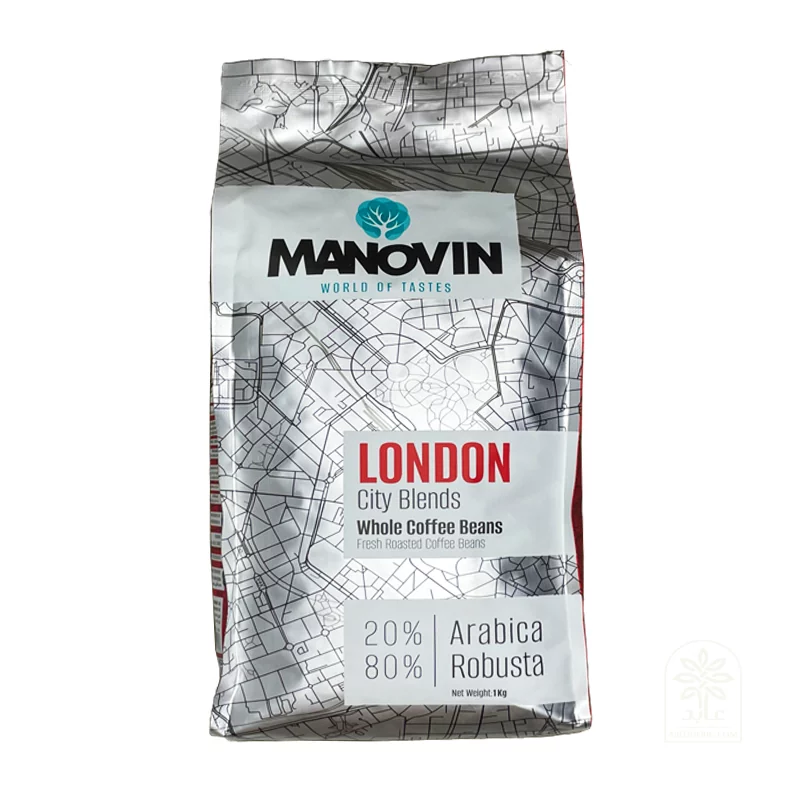 MANOVIN
WORLD OF TASTES
LONDON
City Blends
Whole Coffee Beans
Fresh Roasted Coffee Beans
20% Arabica
80% Robusta
Net Weight: 1Kg